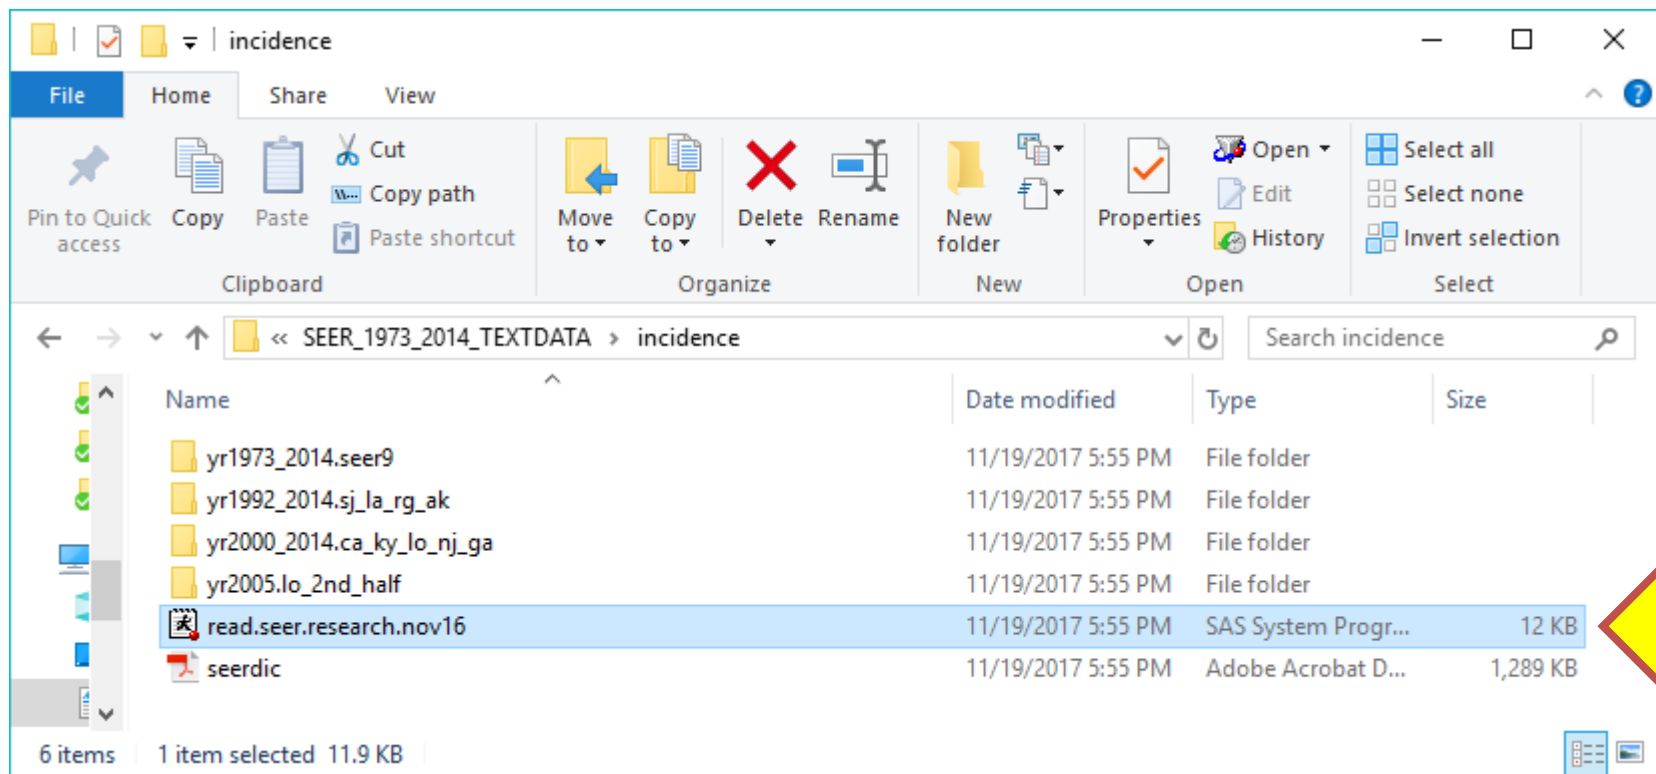 incidence
File Home Share View
Pin to Quick access
Copy
Paste
Cut
Copy path
Paste shortcut
Clipboard
Move to
Copy to
Delete
Rename
Organize
New folder
New
Properties
Open
Edit
History
Open
Select all
Select none
Invert selection
Select
« SEER_1973_2014_TEXTDATA > incidence
Search incidence
Name Date modified Type Size
yr1973_2014.seer9 11/19/2017 5:55 PM File folder
yr1992_2014.sj_la_rg_ak 11/19/2017 5:55 PM File folder
yr2000_2014.ca_ky_lo_nj_ga 11/19/2017 5:55 PM File folder
yr2005.lo_2nd_half 11/19/2017 5:55 PM File folder
read.seer.research.nov16 11/19/2017 5:55 PM SAS System Progr... 12 KB
seerdic 11/19/2017 5:55 PM Adobe Acrobat D... 1,289 KB
6 items 1 item selected 11.9 KB